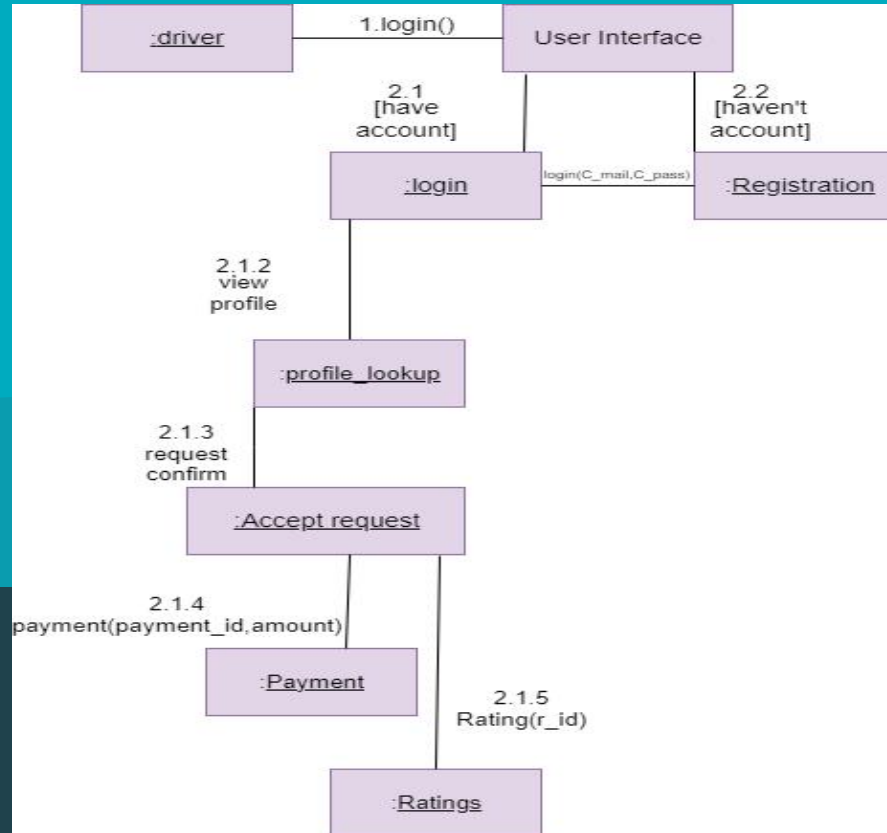 :driver
1.login()
User Interface
2.1
[have
account]
2.2
[haven't
account]
:login
login(C_mail,C_pass)
:Registration
2.1.2
view
profile
:profile_lookup
2.1.3
request
confirm
:Accept request
2.1.4
payment(payment_id,amount)
:Payment
2.1.5
Rating(r_id)
:Ratings